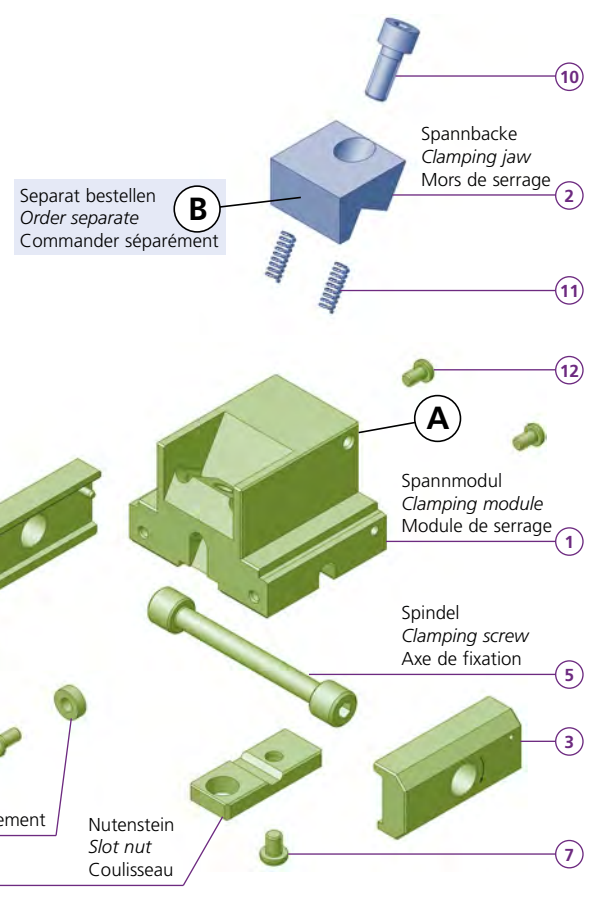 10
Spannbacke
Clamping jaw
Mors de serrage
2
Separat bestellen
Order separate
Commander séparément
B
11
12
A
Spannmodul
Clamping module
Module de serrage
1
Spindel
Clamping screw
Axe de fixation
5
3
ement
Nutenstein
Slot nut
Coulisseau
7